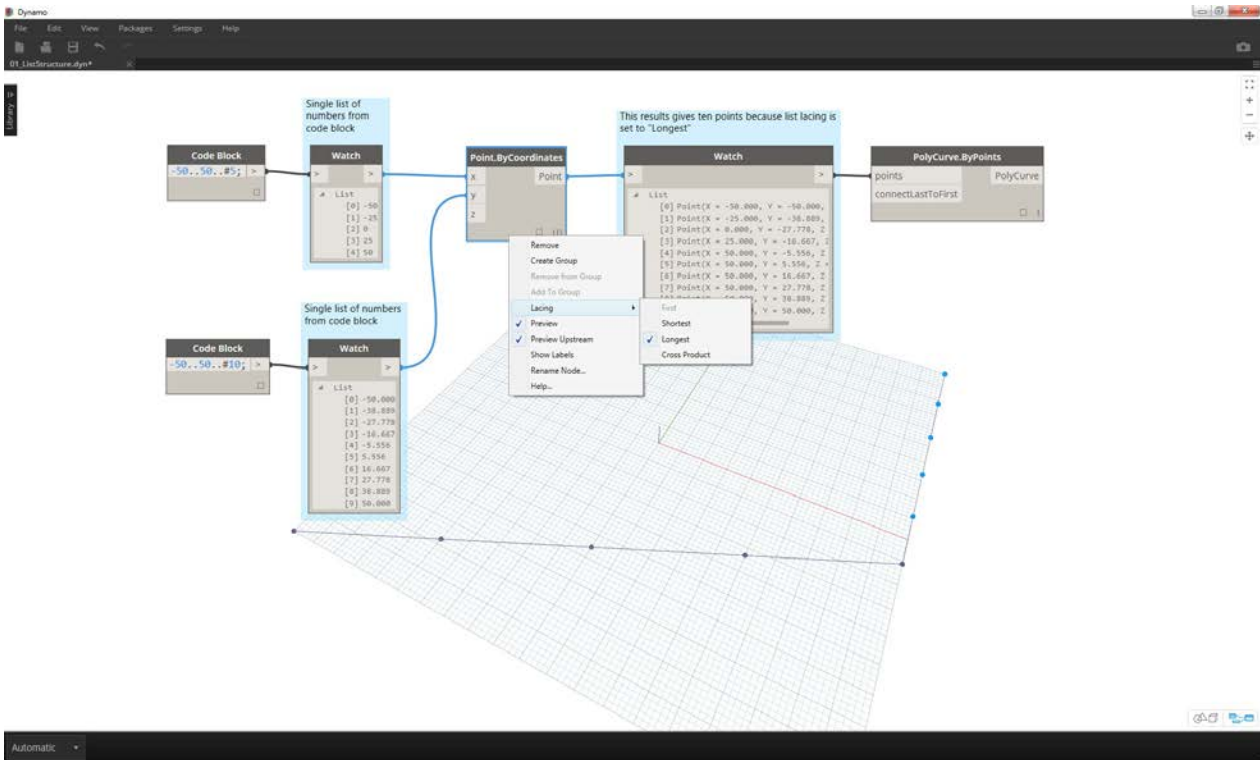 Dynamo
File Edit View Packages Settings Help
01_ListStructure.dyn* ×
Library
Single list of
numbers from
code block
This results gives ten points because list lacing is
set to "Longest"
Code Block
-50..50..#5; >
Watch
> >
List
[0] -50
[1] -25
[2] 0
[3] 25
[4] 50
Point.ByCoordinates
x Point
y
z
Watch
> >
List
[0] Point(X = -50.000, Y = -50.000,
[1] Point(X = -25.000, Y = -38.889,
[2] Point(X = 0.000, Y = -27.778, Z
[3] Point(X = 25.000, Y = -16.667, Z
[4] Point(X = 50.000, Y = -5.556, Z
[5] Point(X = 50.000, Y = 5.556, Z =
[6] Point(X = 50.000, Y = 16.667, Z
[7] Point(X = 50.000, Y = 27.778, Z
Y = 38.889, Z
Y = 50.000, Z
PolyCurve.ByPoints
points PolyCurve
connectLastToFirst
Remove
Create Group
Remove from Group
Add To Group
Lacing
Preview
Preview Upstream
Show Labels
Rename Node...
Help...
First
Shortest
Longest
Cross Product
Single list of numbers
from code block
Code Block
-50..50..#10; >
Watch
> >
List
[0] -50.000
[1] -38.889
[2] -27.778
[3] -16.667
[4] -5.556
[5] 5.556
[6] 16.667
[7] 27.778
[8] 38.889
[9] 50.000
Automatic